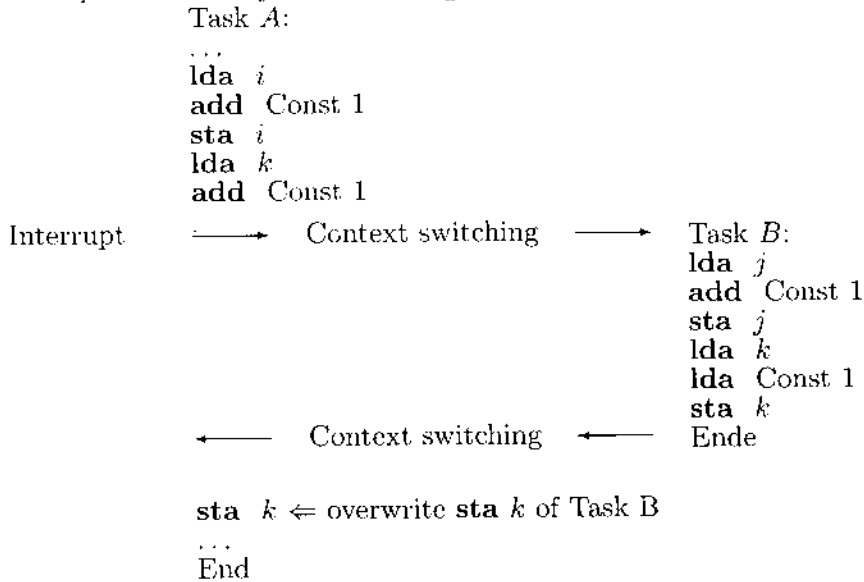 Task A:
...
lda i
add Const 1
sta i
lda k
add Const 1
Interrupt Context switching Task B:
lda j
add Const 1
sta j
lda k
lda Const 1
sta k
Context switching Ende
sta k ⇐ overwrite sta k of Task B
...
End